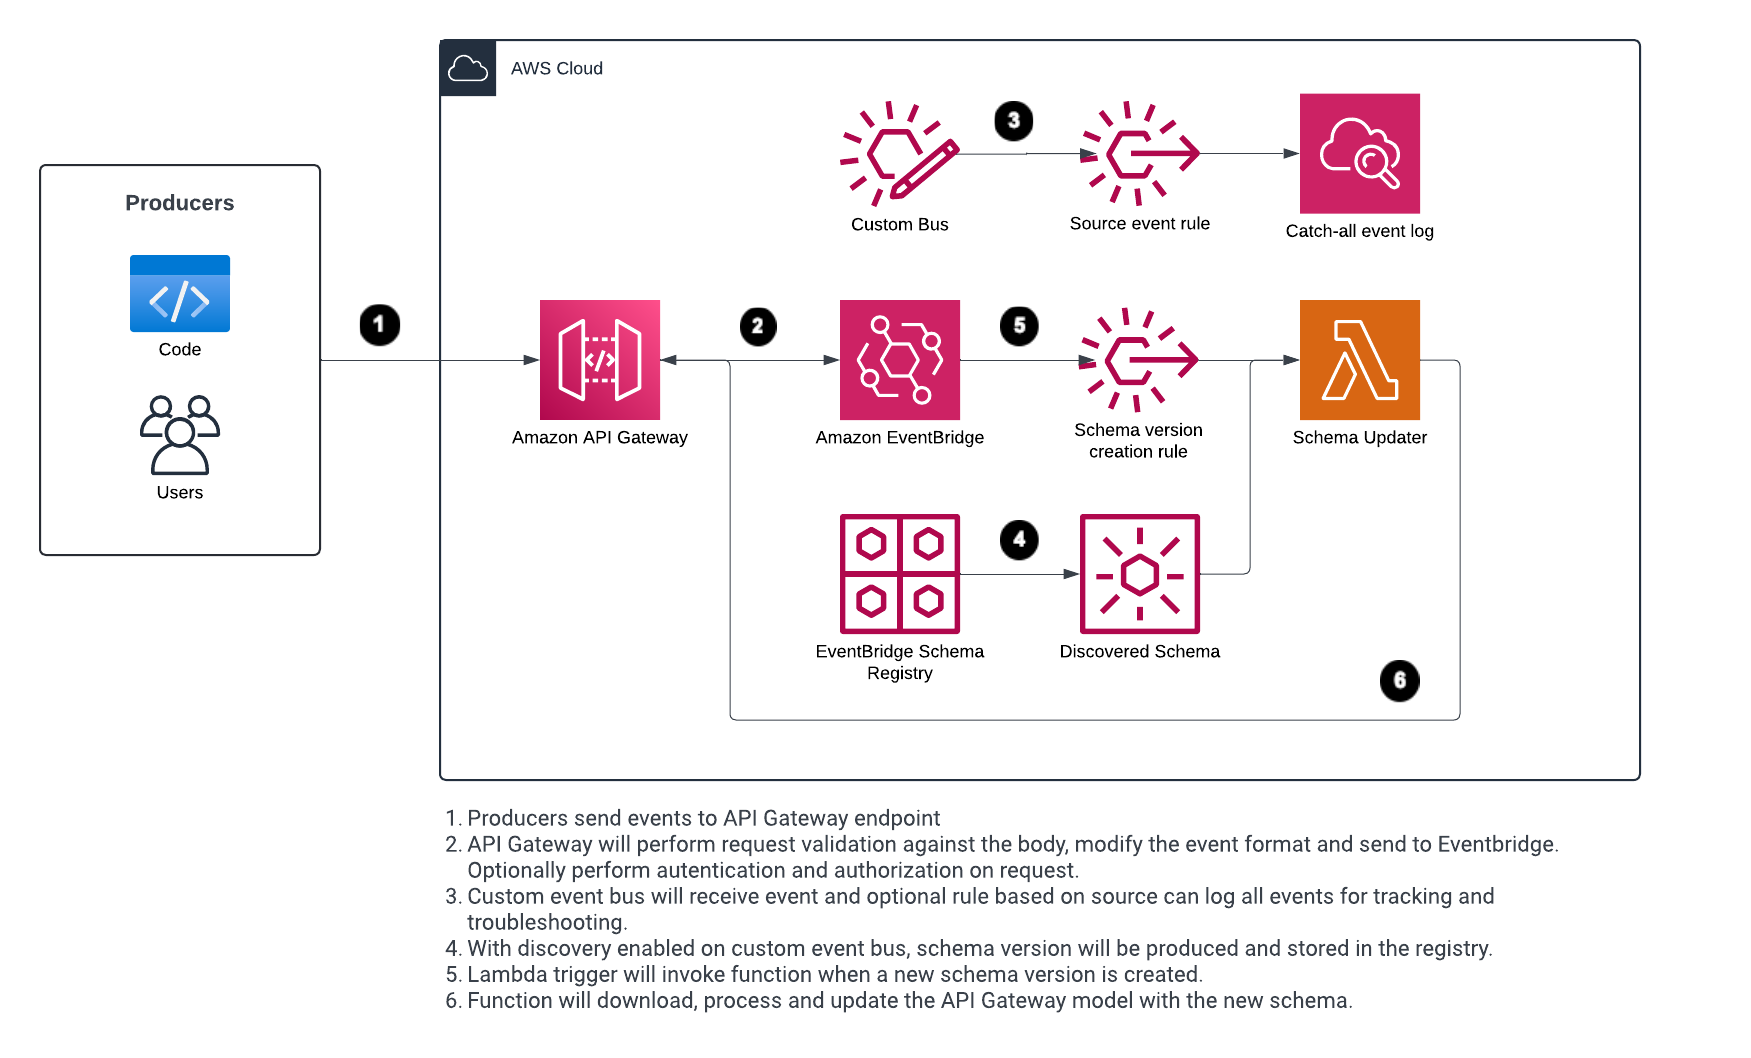 AWS Cloud
3
Custom Bus
Source event rule
Catch-all event log
Producers
Code
Users
1
2
5
Amazon API Gateway
Amazon EventBridge
Schema version
creation rule
Schema Updater
4
EventBridge Schema
Registry
Discovered Schema
6
1. Producers send events to API Gateway endpoint
2. API Gateway will perform request validation against the body, modify the event format and send to Eventbridge.
Optionally perform autentication and authorization on request.
3. Custom event bus will receive event and optional rule based on source can log all events for tracking and
troubleshooting.
4. With discovery enabled on custom event bus, schema version will be produced and stored in the registry.
5. Lambda trigger will invoke function when a new schema version is created.
6. Function will download, process and update the API Gateway model with the new schema.